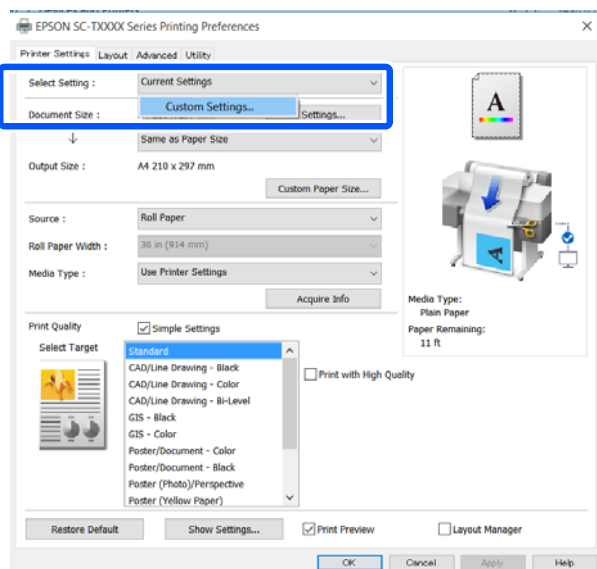 EPSON SC-TXXXX Series Printing Preferences
Printer Settings Layout Advanced Utility
Select Setting : Current Settings
Custom Settings...
Document Size : Settings...
Same as Paper Size
Output Size : A4 210 x 297 mm
Custom Paper Size...
Source : Roll Paper
Roll Paper Width : 36 in (914 mm)
Media Type : Use Printer Settings
Acquire Info
A
A
Media Type:
Plain Paper
Paper Remaining:
11 ft
Print Quality Simple Settings
Select Target
Standard
CAD/Line Drawing - Black
CAD/Line Drawing - Color
CAD/Line Drawing - Bi-Level
GIS - Black
GIS - Color
Poster/Document - Color
Poster/Document - Black
Poster (Photo)/Perspective
Poster (Yellow Paper)
Print with High Quality
Restore Default Show Settings... Print Preview Layout Manager
OK Cancel Apply Help